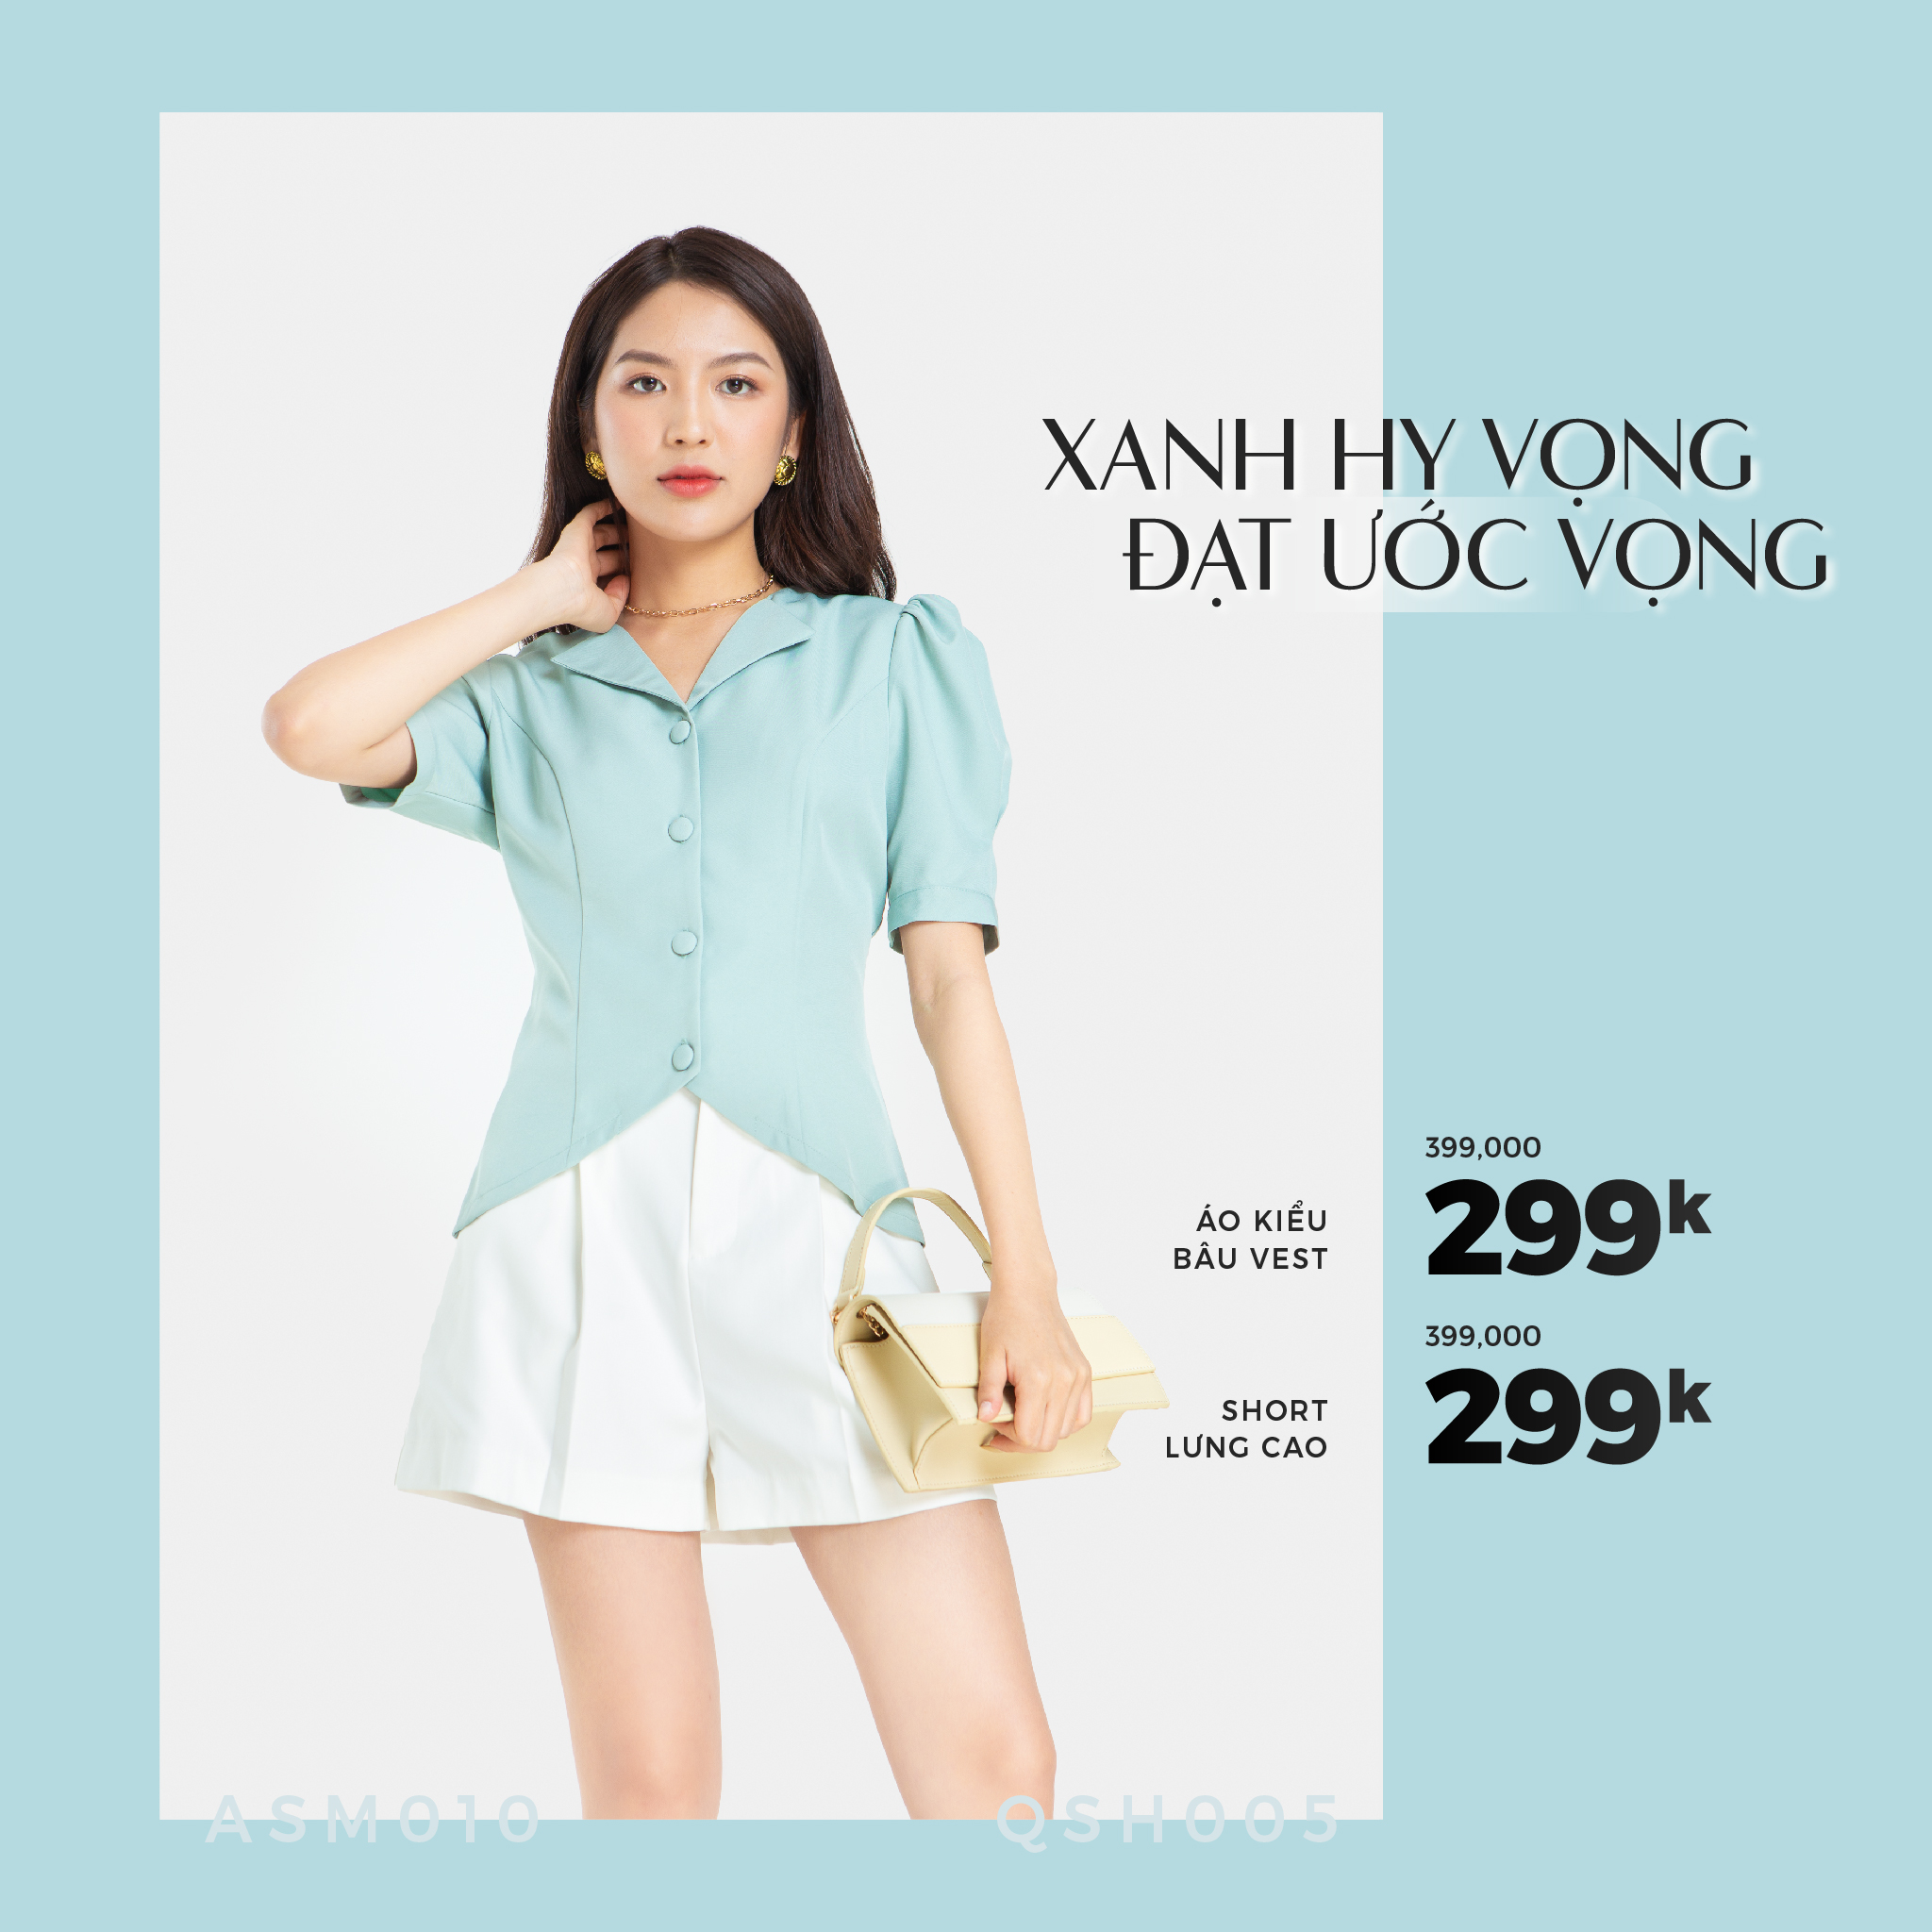 XANH HY VỌNG
ĐẠT ƯỚC VỌNG
399,000
ÁO KIỂU
BÂU VEST
299k
399,000
SHORT
LƯNG CAO
299k
ASM010
QSH005